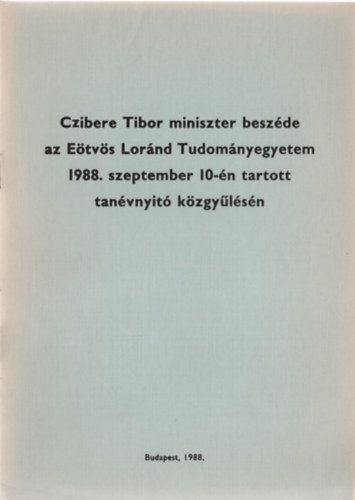 Czibere Tibor miniszter beszéde
az Eötvös Loránd Tudományegyetem
1988. szeptember 10-én tartott
tanévnyitó közgyűlésén
Budapest, 1988.